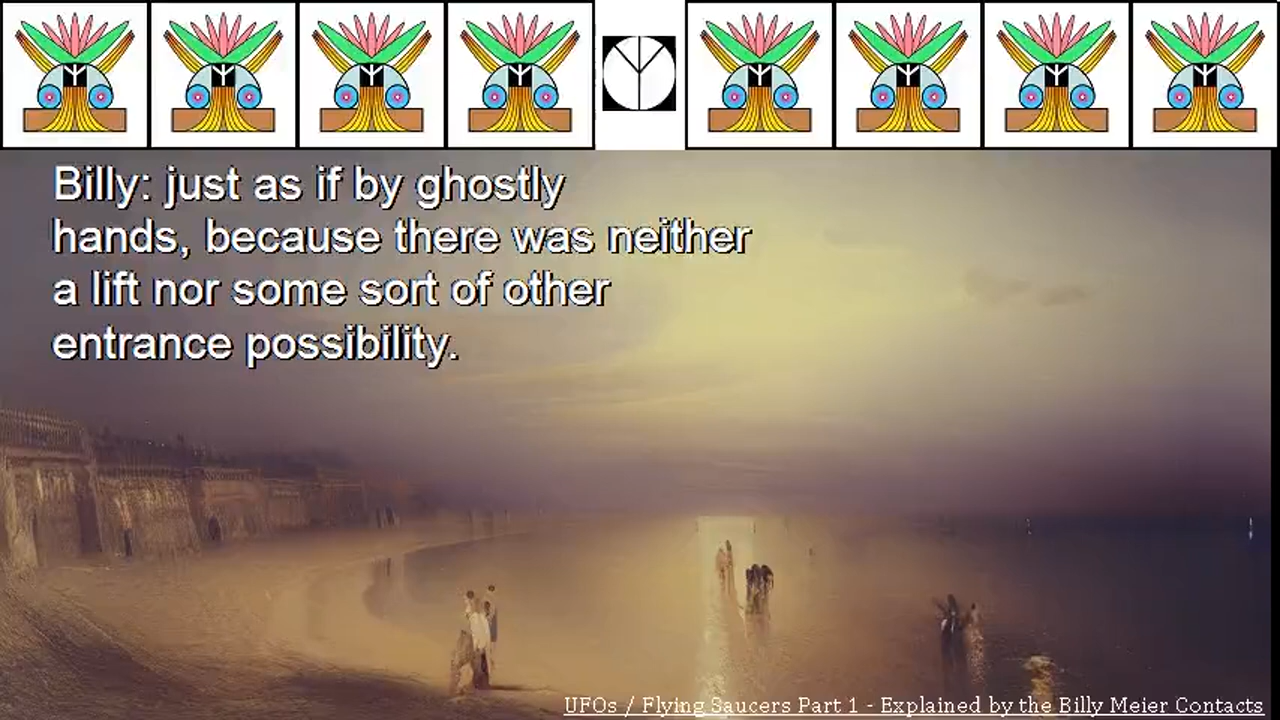 Billy: just as if by ghostly
hands, because there was neither
a lift nor some sort of other
entrance possibility.
UFOs / Flying Saucers Part 1 - Explained by the Billy Meier Contacts